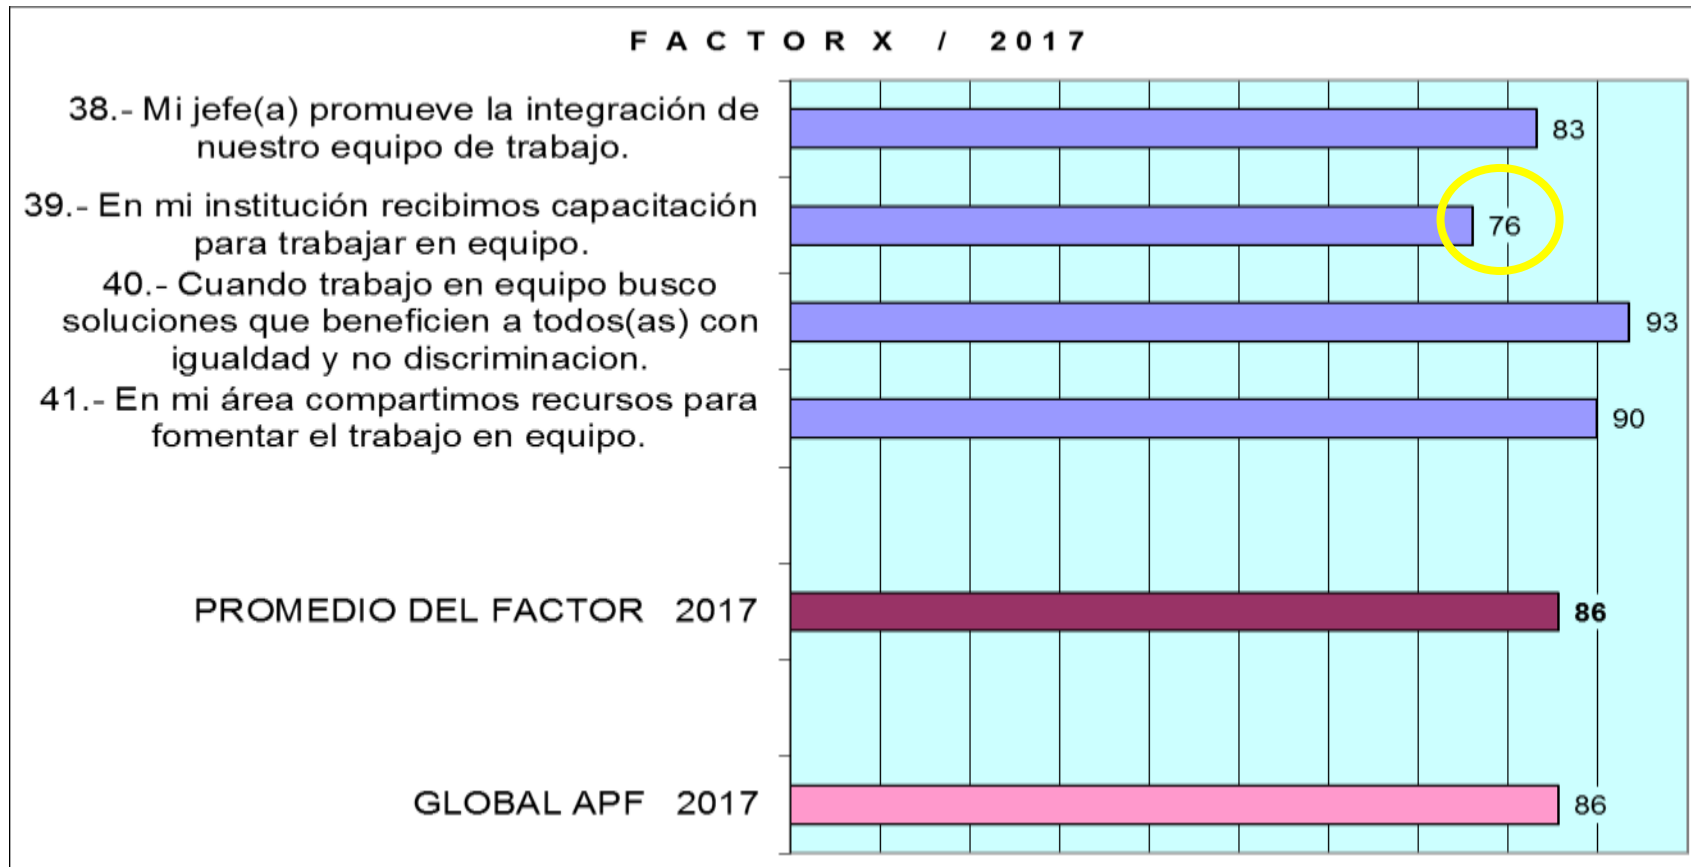 FACTOR X / 2017
38.- Mi jefe(a) promueve la integración de
nuestro equipo de trabajo.
83
39.- En mi institución recibimos capacitación
para trabajar en equipo.
76
40.- Cuando trabajo en equipo busco
soluciones que beneficien a todos(as) con
igualdad y no discriminacion.
93
41.- En mi área compartimos recursos para
fomentar el trabajo en equipo.
90
PROMEDIO DEL FACTOR 2017
86
GLOBAL APF 2017
86